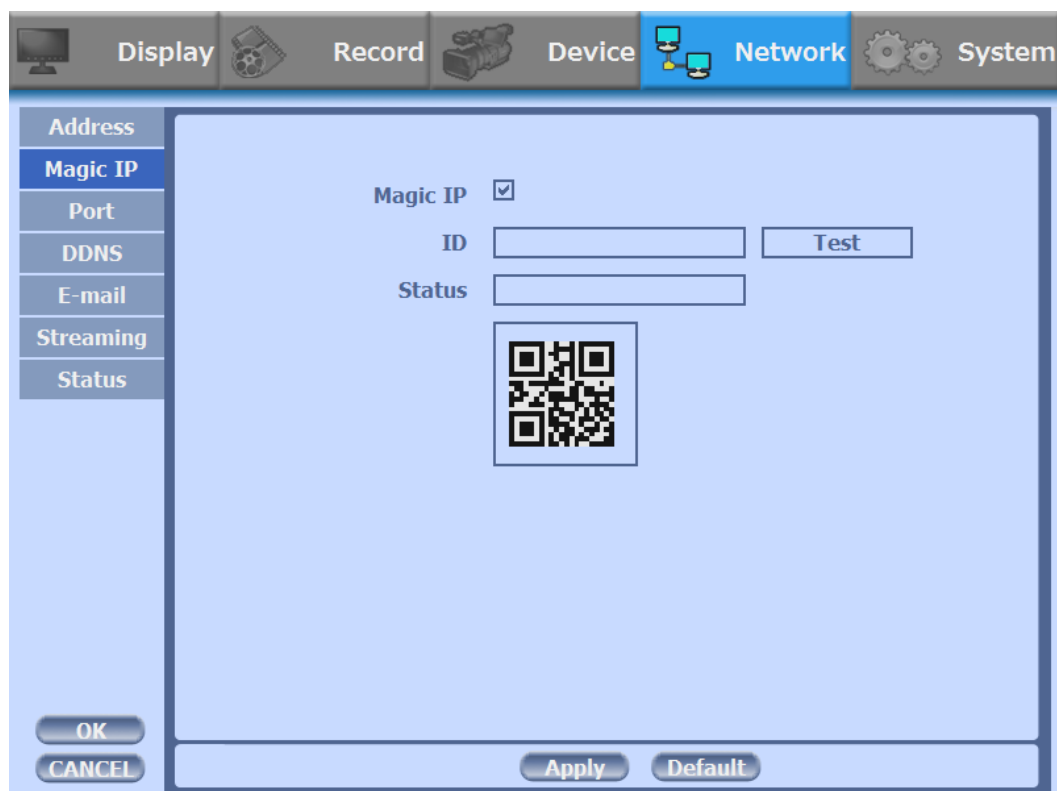 Display Record Device Network System
Address
Magic IP
Port
DDNS
E-mail
Streaming
Status
Magic IP
ID Test
Status
OK
CANCEL
Apply Default